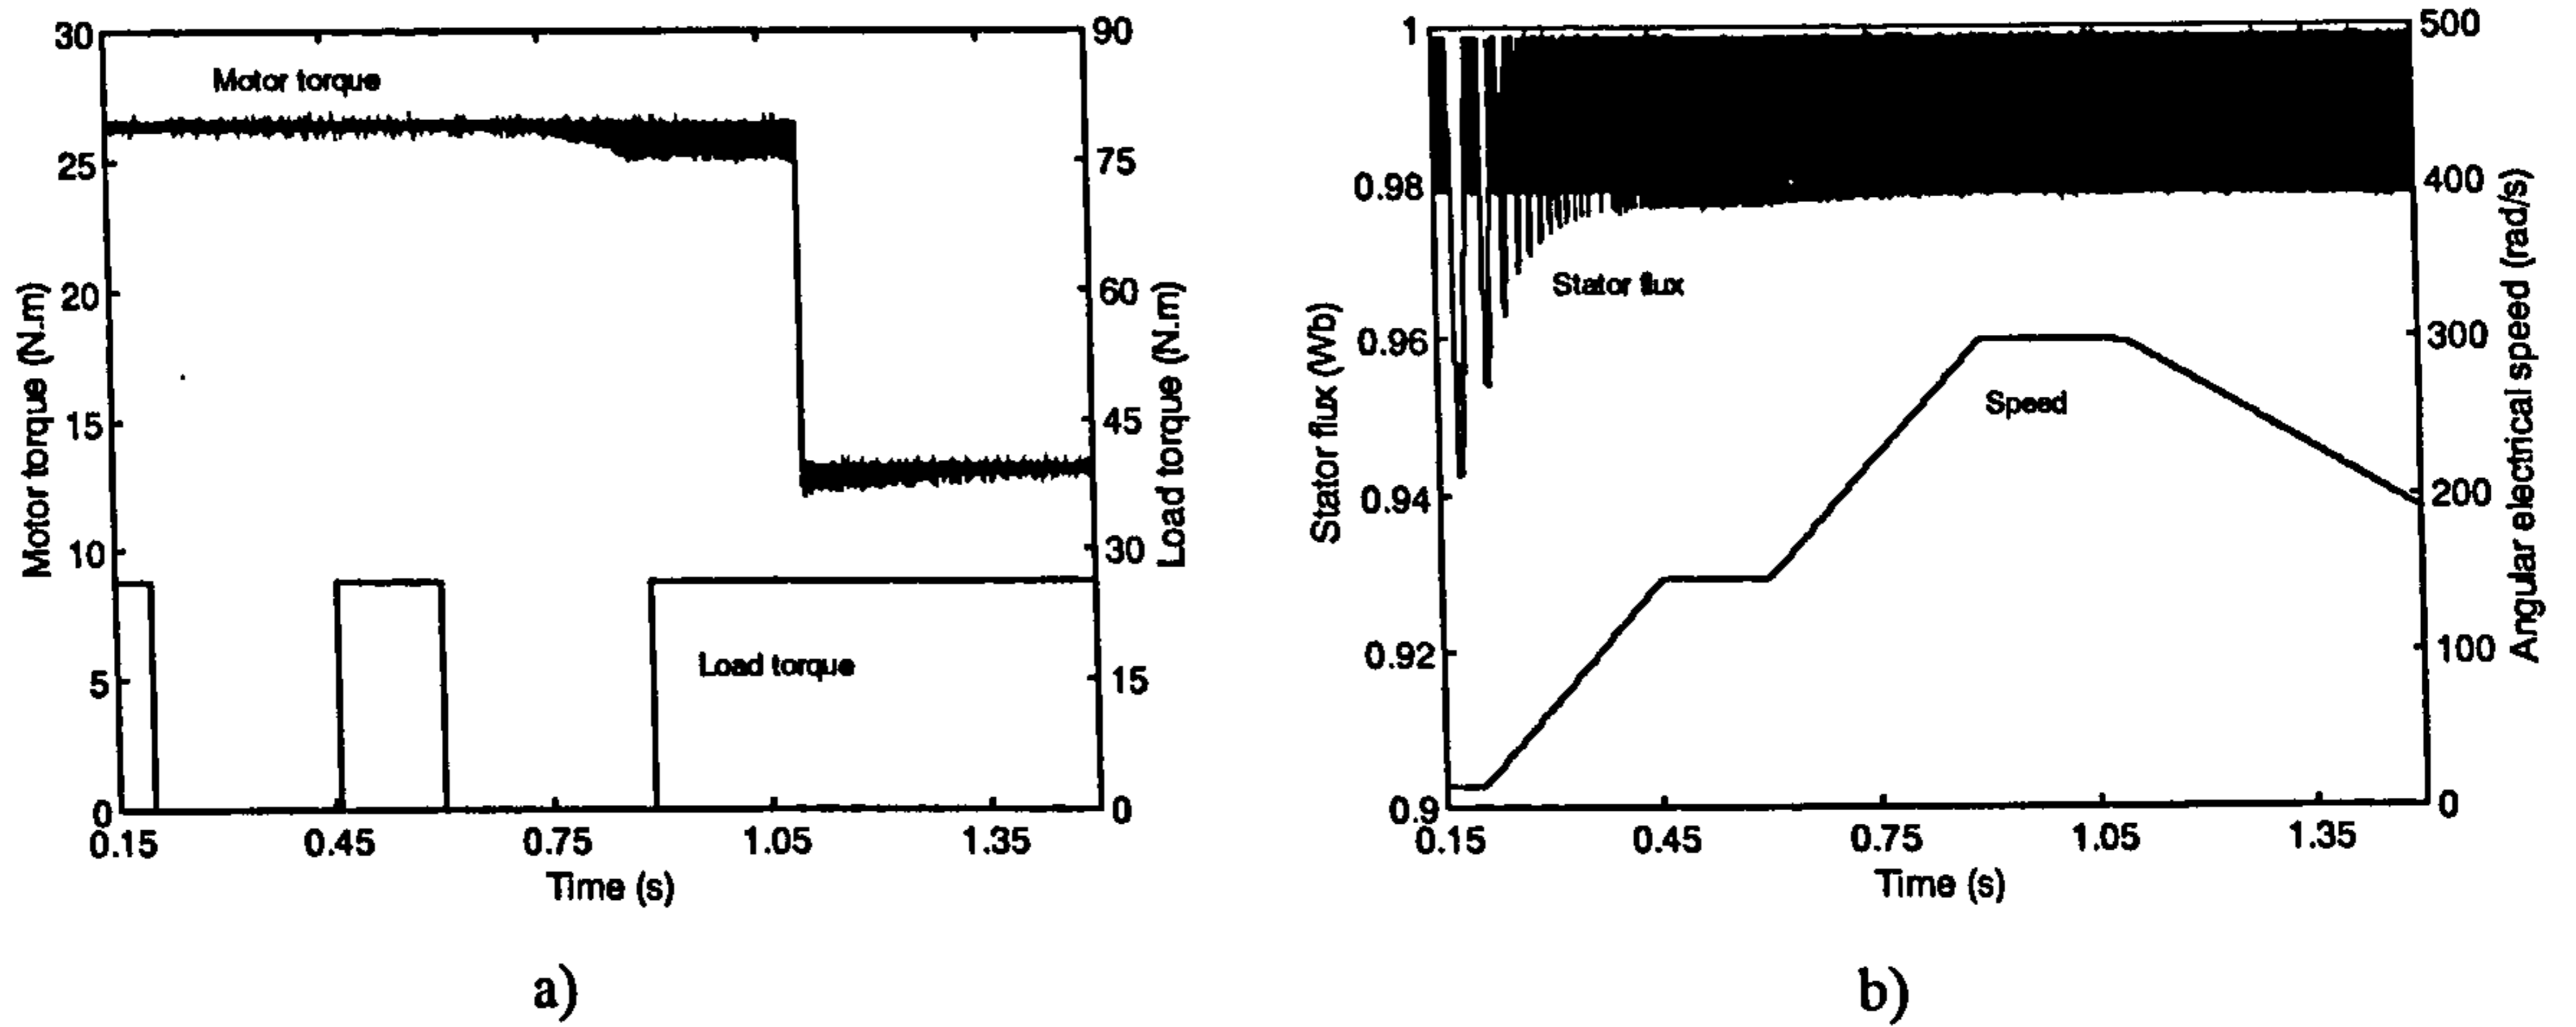 30
25
20
15
10
5
0
90
75
60
45
30
15
0
0.15 0.45 0.75 1.05 1.35
Motor torque (N.m)
Load torque (N.m)
Time (s)
Motor torque
Load torque
a)
1
0.98
0.96
0.94
0.92
0.9
500
400
300
200
100
0
0.15 0.45 0.75 1.05 1.35
Stator flux (Wb)
Angular electrical speed (rad/s)
Time (s)
Stator flux
Speed
b)